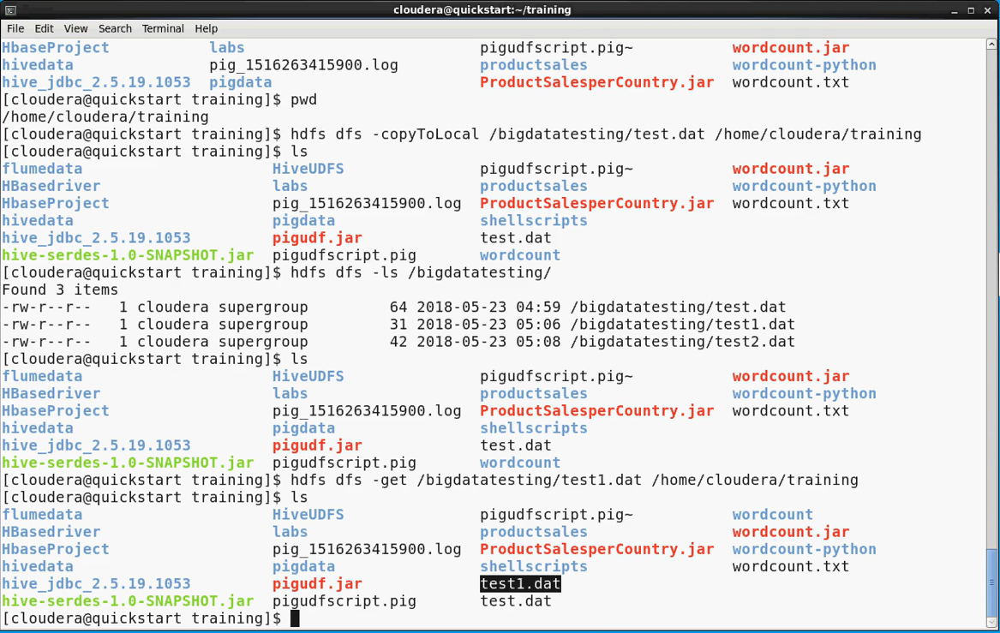 cloudera@quickstart:~/training
File Edit View Search Terminal Help
HbaseProject labs pigudfscript.pig~ wordcount.jar
hivedata pig_1516263415900.log productsales wordcount-python
hive_jdbc_2.5.19.1053 pigdata ProductSalesperCountry.jar wordcount.txt
[cloudera@quickstart training]$ pwd
/home/cloudera/training
[cloudera@quickstart training]$ hdfs dfs -copyToLocal /bigdatatesting/test.dat /home/cloudera/training
[cloudera@quickstart training]$ ls
flumedata HiveUDFS pigudfscript.pig~ wordcount.jar
HBasedriver labs productsales wordcount-python
HbaseProject pig_1516263415900.log ProductSalesperCountry.jar wordcount.txt
hivedata pigdata shellscripts
hive_jdbc_2.5.19.1053 pigudf.jar test.dat
hive-serdes-1.0-SNAPSHOT.jar pigudfscript.pig wordcount
[cloudera@quickstart training]$ hdfs dfs -ls /bigdatatesting/
Found 3 items
-rw-r--r-- 1 cloudera supergroup 64 2018-05-23 04:59 /bigdatatesting/test.dat
-rw-r--r-- 1 cloudera supergroup 31 2018-05-23 05:06 /bigdatatesting/test1.dat
-rw-r--r-- 1 cloudera supergroup 42 2018-05-23 05:08 /bigdatatesting/test2.dat
[cloudera@quickstart training]$ ls
flumedata HiveUDFS pigudfscript.pig~ wordcount.jar
HBasedriver labs productsales wordcount-python
HbaseProject pig_1516263415900.log ProductSalesperCountry.jar wordcount.txt
hivedata pigdata shellscripts
hive_jdbc_2.5.19.1053 pigudf.jar test.dat
hive-serdes-1.0-SNAPSHOT.jar pigudfscript.pig wordcount
[cloudera@quickstart training]$ hdfs dfs -get /bigdatatesting/test1.dat /home/cloudera/training
[cloudera@quickstart training]$ ls
flumedata HiveUDFS pigudfscript.pig~ wordcount
HBasedriver labs productsales wordcount.jar
HbaseProject pig_1516263415900.log ProductSalesperCountry.jar wordcount-python
hivedata pigdata shellscripts wordcount.txt
hive_jdbc_2.5.19.1053 pigudf.jar test1.dat
hive-serdes-1.0-SNAPSHOT.jar pigudfscript.pig test.dat
[cloudera@quickstart training]$